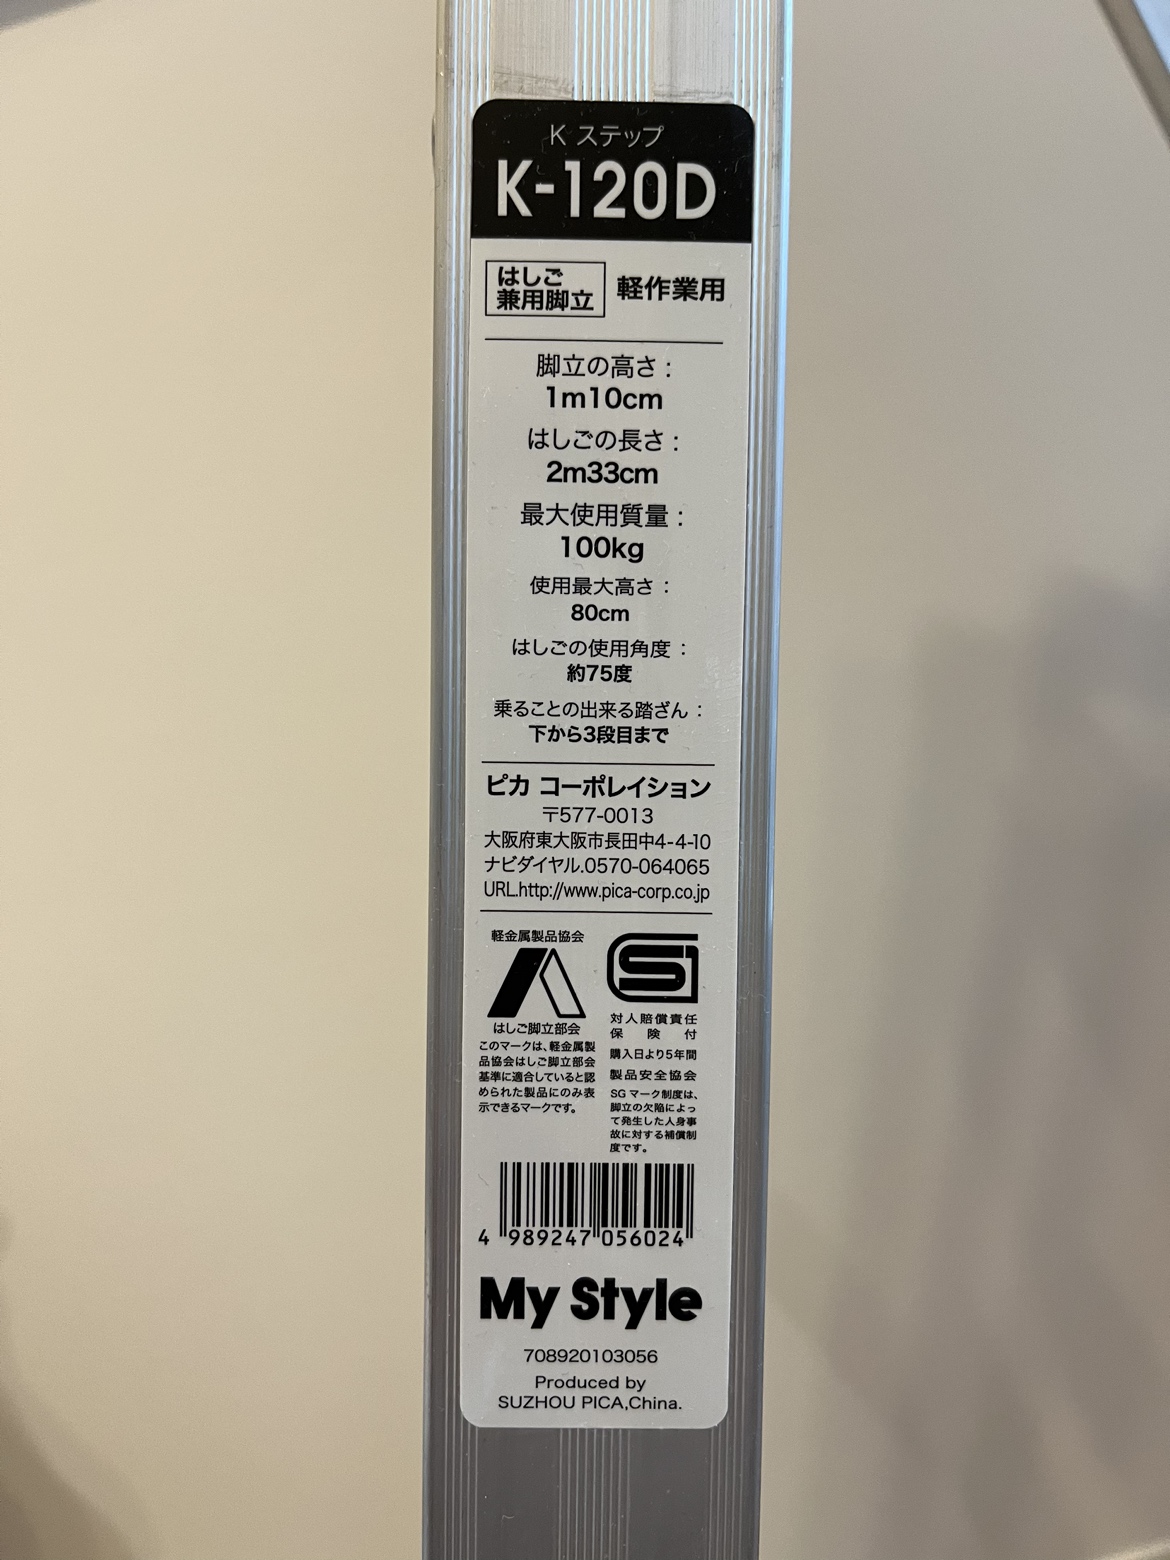 K ステップ
K-120D
はしご
兼用脚立
軽作業用
脚立の高さ：
1m10cm
はしごの長さ：
2m33cm
最大使用質量：
100kg
使用最大高さ：
80cm
はしごの使用角度：
約75度
乗ることの出来る踏ざん：
下から3段目まで
ピカ コーポレイション
〒577-0013
大阪府東大阪市長田中4-4-10
ナビダイヤル.0570-064065
URL.http://www.pica-corp.co.jp
軽金属製品協会
はしご脚立部会
このマークは、軽金属製
品協会はしご脚立部会
基準に適合していると認
められた製品にのみ表
示できるマークです。
SG
対人賠償責任
保険付
購入日より5年間
製品安全協会
SGマーク制度は、
脚立の欠陥によっ
て発生した人身事
故に対する補償制
度です。
4 989247 056024
My Style
708920103056
Produced by
SUZHOU PICA,China.